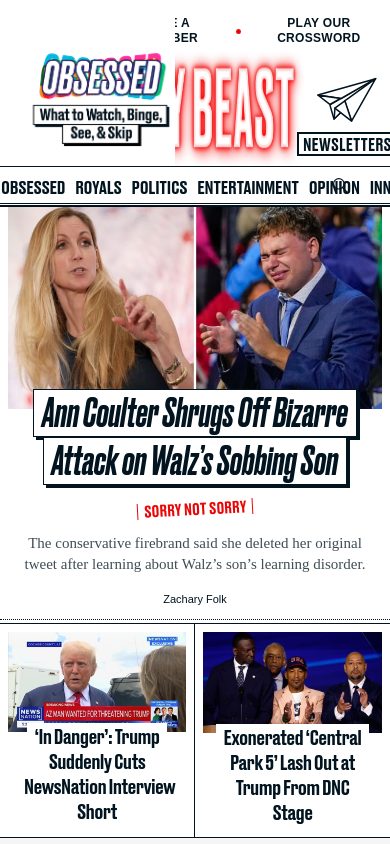 E A
BER
PLAY OUR
CROSSWORD
OBSESSED
What to Watch, Binge,
See, & Skip
Y BEAST
NEWSLETTERS
OBSESSED ROYALS POLITICS ENTERTAINMENT OPINION INN
Ann Coulter Shrugs Off Bizarre
Attack on Walz’s Sobbing Son
SORRY NOT SORRY
The conservative firebrand said she deleted her original
tweet after learning about Walz’s son’s learning disorder.
Zachary Folk
NEWSNATION
EXCLUSIVE
BREAKING NEWS
NEWS
NATION
AZ MAN WANTED FOR THREATENING TRUMP
‘In Danger’: Trump
Suddenly Cuts
NewsNation Interview
Short
Exonerated ‘Central
Park 5’ Lash Out at
Trump From DNC
Stage